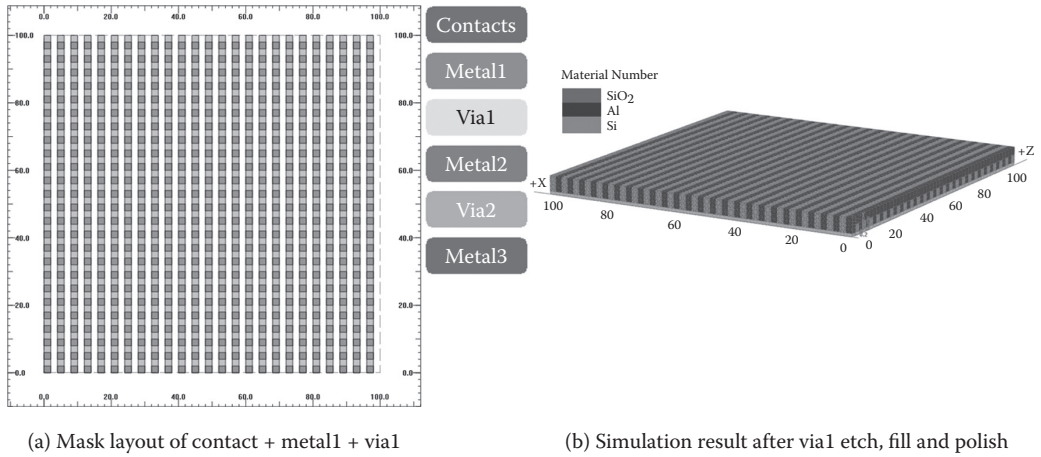 0.0 20.0 40.0 60.0 80.0 100.0
100.0 100.0
80.0 80.0
60.0 60.0
40.0 40.0
20.0 20.0
0.0 0.0
0.0 20.0 40.0 60.0 80.0 100.0
Contacts
Metal1
Via1
Metal2
Via2
Metal3
Material Number
SiO2
Al
Si
+X
100 80 60 40 20 0
+Z
0 20 40 60 80 100
(a) Mask layout of contact + metal1 + via1
(b) Simulation result after via1 etch, fill and polish